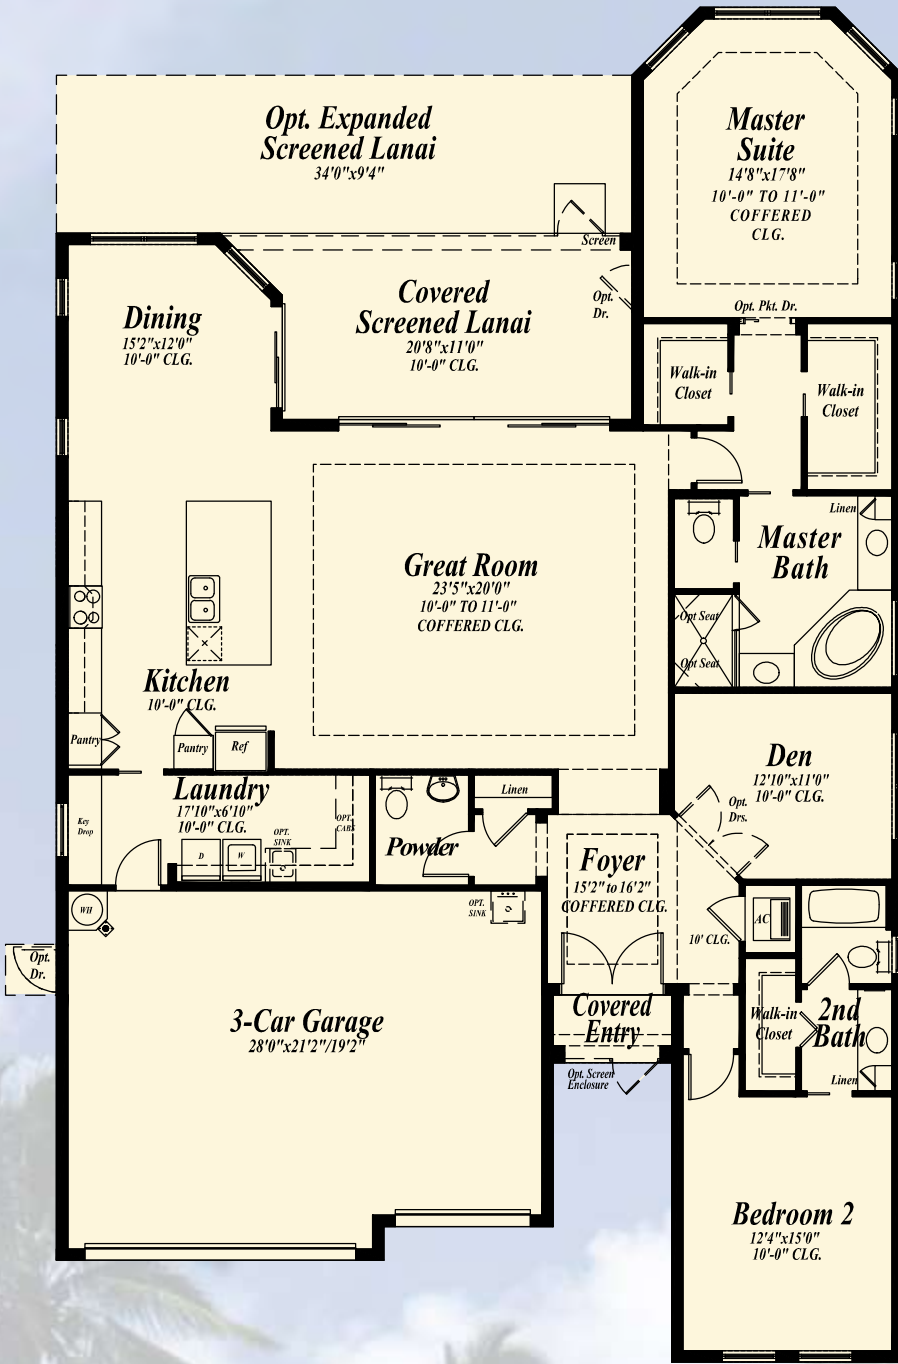 Opt. Expanded
Screened Lanai
34'0"x9'4"
Master
Suite
14'8"x17'8"
10'-0" TO 11'-0"
COFFERED
CLG.
Screen
Opt.
Dr.
Covered
Screened Lanai
20'8"x11'0"
10'-0" CLG.
Dining
15'2"x12'0"
10'-0" CLG.
Opt. Pkt. Dr.
Walk-in
Closet
Walk-in
Closet
Linen
Master
Bath
Opt Seat
Opt Seat
Great Room
23'5"x20'0"
10'-0" TO 11'-0"
COFFERED CLG.
Kitchen
10'-0" CLG.
Pantry
Pantry
Ref
Den
12'10"x11'0"
10'-0" CLG.
Opt.
Drs.
Laundry
17'10"x6'10"
10'-0" CLG.
Key
Drop
D
W
OPT.
SINK
OPT.
CABS
Linen
Powder
Foyer
15'2" to 16'2"
COFFERED CLG.
10' CLG.
AC
WH
OPT.
SINK
Opt.
Dr.
3-Car Garage
28'0"x21'2"/19'2"
Covered
Entry
Opt. Screen
Enclosure
Walk-in
Closet
2nd
Bath
Linen
Bedroom 2
12'4"x15'0"
10'-0" CLG.